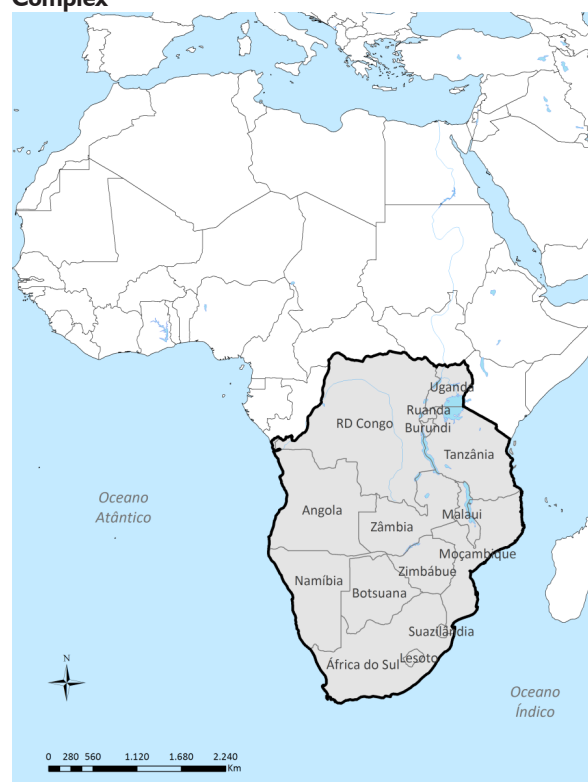 Complex
Uganda
Ruanda
RD Congo
Burundi
Tanzânia
Oceano
Atântico
Angola
Malaui
Zâmbia
Moçambique
Zimbábue
Namíbia
Botsuana
Suazilândia
África do Sul
Lesoto
Oceano
Índico
N
0 280 560 1.120 1.680 2.240
Km